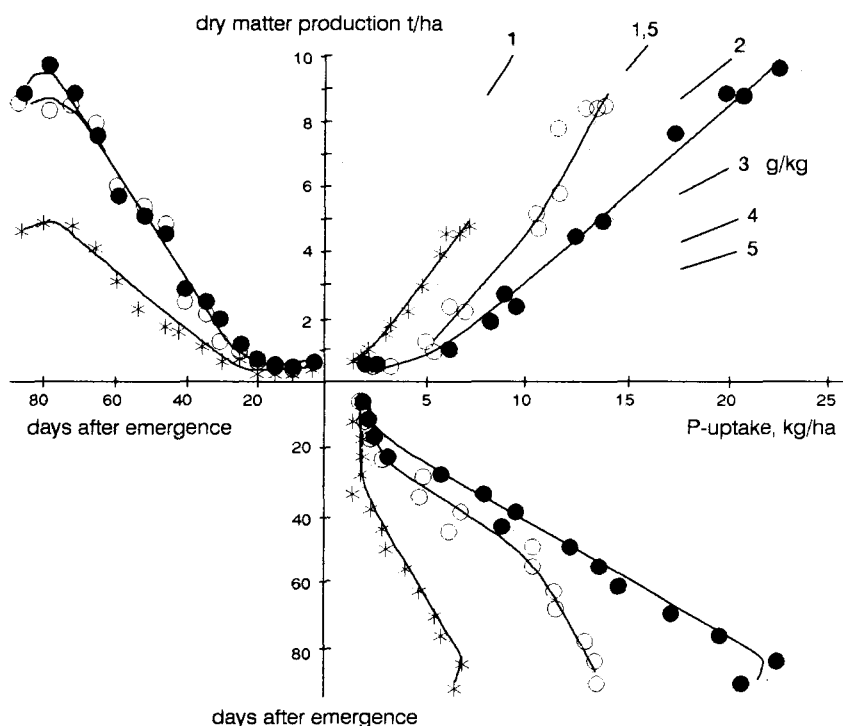 dry matter production t/ha
1
1,5
2
3 g/kg
4
5
10
8
6
4
2
80 60 40 20
5 10 15 20 25
days after emergence
P-uptake, kg/ha
20
40
60
80
days after emergence